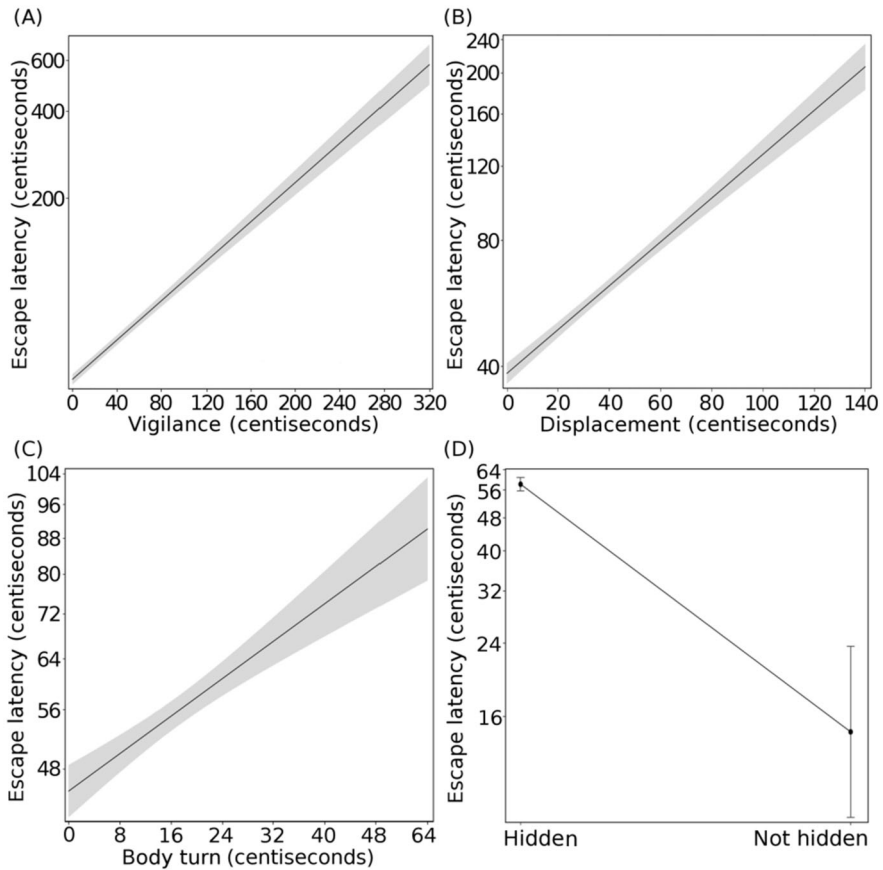 (A)
Escape latency (centiseconds)
600
400
200
0 40 80 120 160 200 240 280 320
Vigilance (centiseconds)
(B)
Escape latency (centiseconds)
240
200
160
120
80
40
0 20 40 60 80 100 120 140
Displacement (centiseconds)
(C)
Escape latency (centiseconds)
104
96
88
80
72
64
56
48
0 8 16 24 32 40 48 64
Body turn (centiseconds)
(D)
Escape latency (centiseconds)
64
56
48
40
32
24
16
Hidden Not hidden